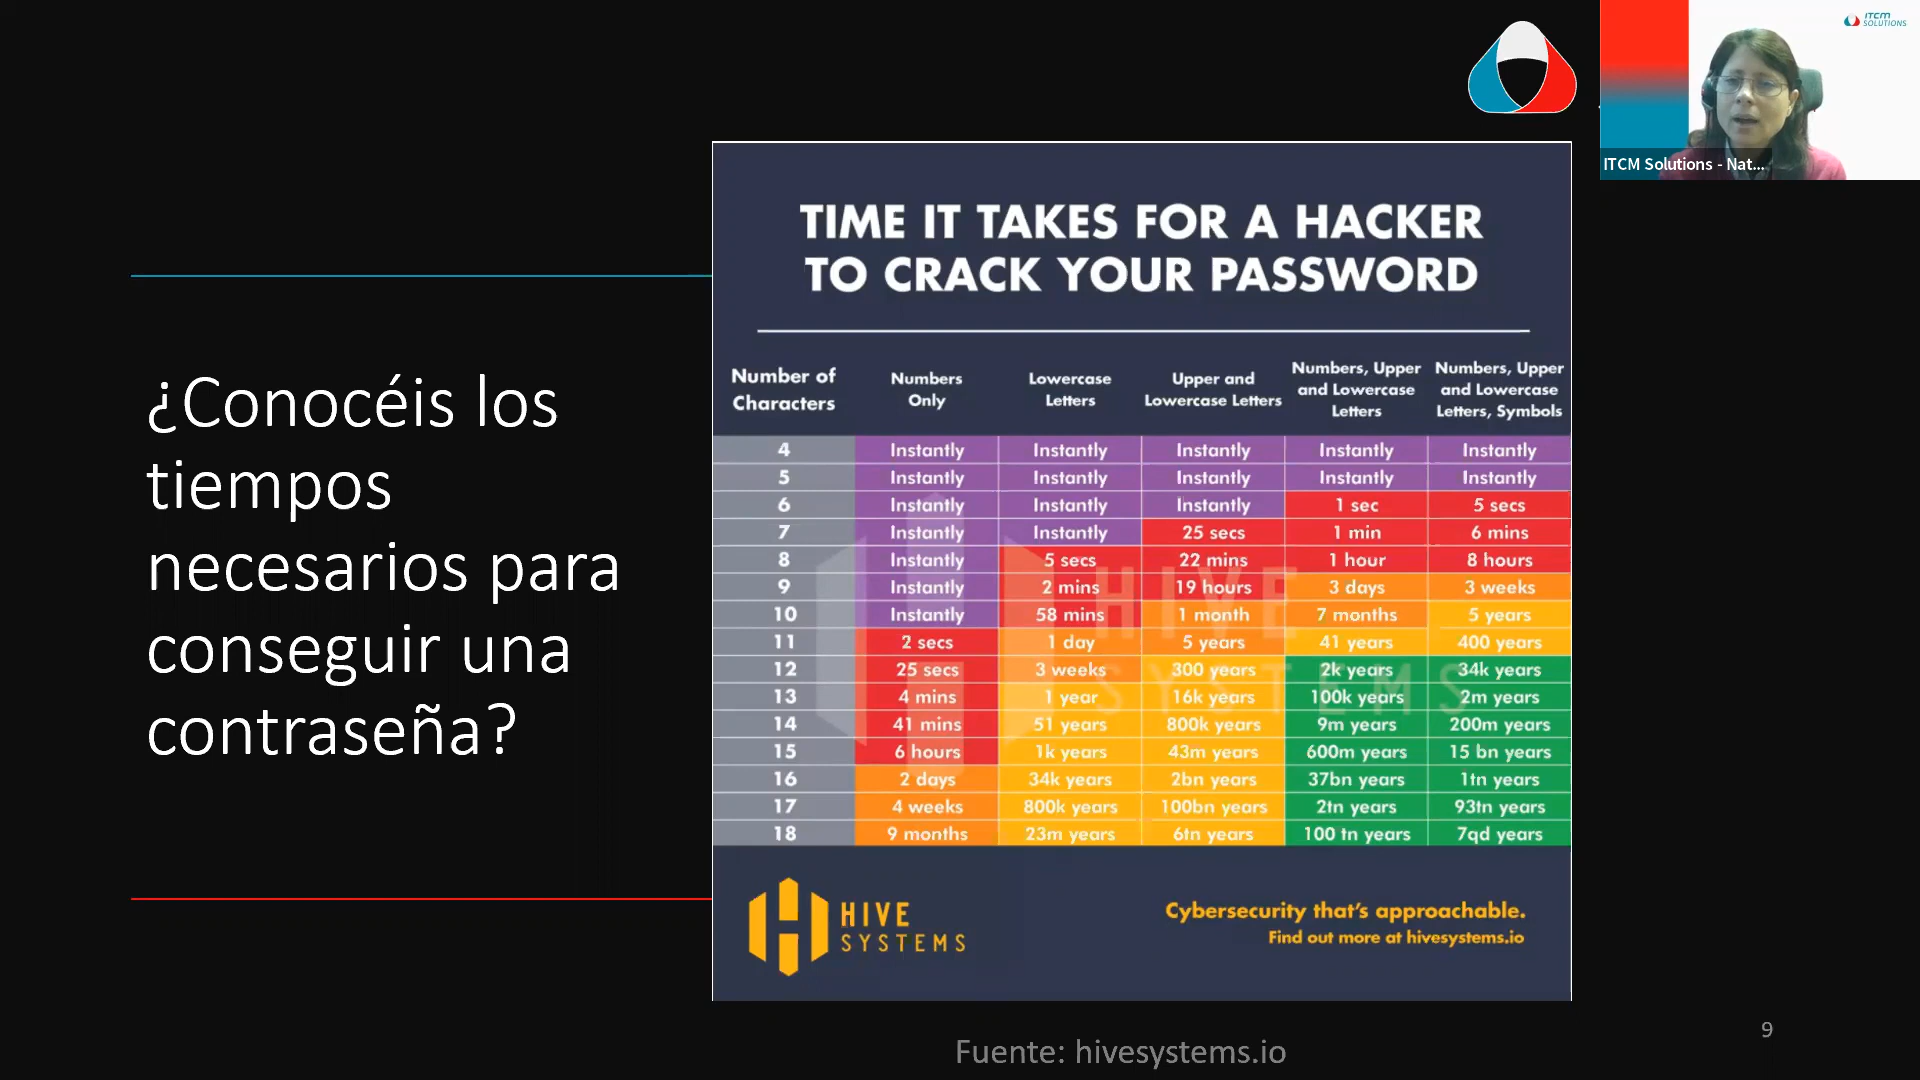 ITCM
SOLUTIONS
ITCM Solutions - Nat...
¿Conocéis los
tiempos
necesarios para
conseguir una
contraseña?
TIME IT TAKES FOR A HACKER
TO CRACK YOUR PASSWORD
Number of Characters Numbers Only Lowercase Letters Upper and Lowercase Letters Numbers, Upper and Lowercase Letters Numbers, Upper and Lowercase Letters, Symbols
4 Instantly Instantly Instantly Instantly Instantly
5 Instantly Instantly Instantly Instantly Instantly
6 Instantly Instantly Instantly 1 sec 5 secs
7 Instantly Instantly 25 secs 1 min 6 mins
8 Instantly 5 secs 22 mins 1 hour 8 hours
9 Instantly 2 mins 19 hours 3 days 3 weeks
10 Instantly 58 mins 1 month 7 months 5 years
11 2 secs 1 day 5 years 41 years 400 years
12 25 secs 3 weeks 300 years 2k years 34k years
13 4 mins 1 year 16k years 100k years 2m years
14 41 mins 51 years 800k years 9m years 200m years
15 6 hours 1k years 43m years 600m years 15 bn years
16 2 days 34k years 2bn years 37bn years 1tn years
17 4 weeks 800k years 100bn years 2tn years 93tn years
18 9 months 23m years 6tn years 100 tn years 7qd years
HIVE
SYSTEMS
HIVE
SYSTEMS
Cybersecurity that's approachable.
Find out more at hivesystems.io
Fuente: hivesystems.io
9